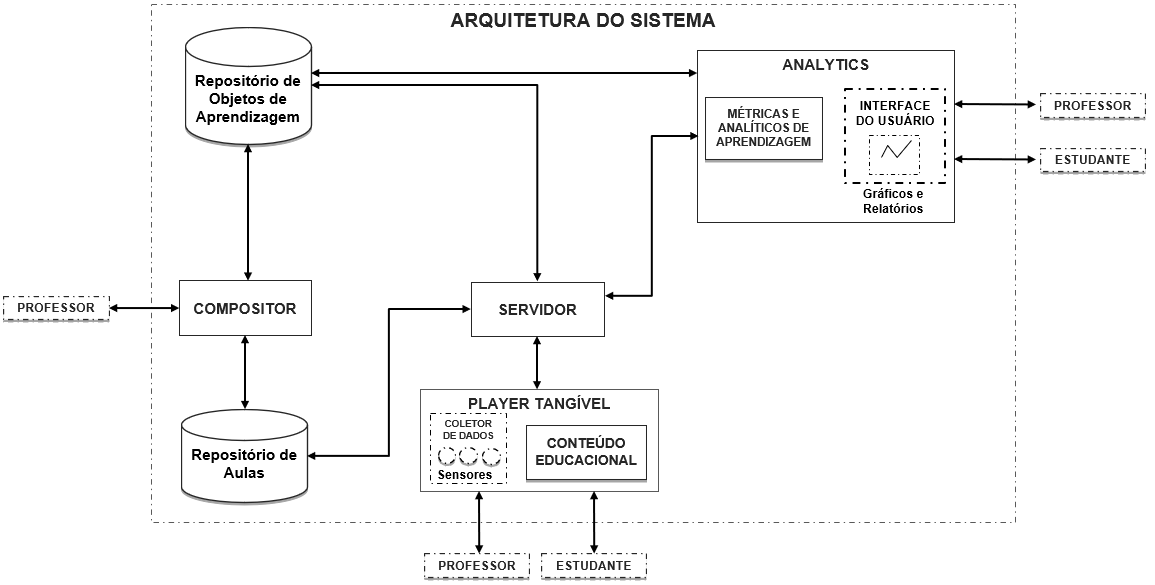 ARQUITETURA DO SISTEMA
Repositório de
Objetos de
Aprendizagem
ANALYTICS
MÉTRICAS E
ANALÍTICOS DE
APRENDIZAGEM
INTERFACE
DO USUÁRIO
Gráficos e
Relatórios
PROFESSOR
ESTUDANTE
PROFESSOR
COMPOSITOR
SERVIDOR
Repositório de
Aulas
PLAYER TANGÍVEL
COLETOR
DE DADOS
Sensores
CONTEÚDO
EDUCACIONAL
PROFESSOR
ESTUDANTE